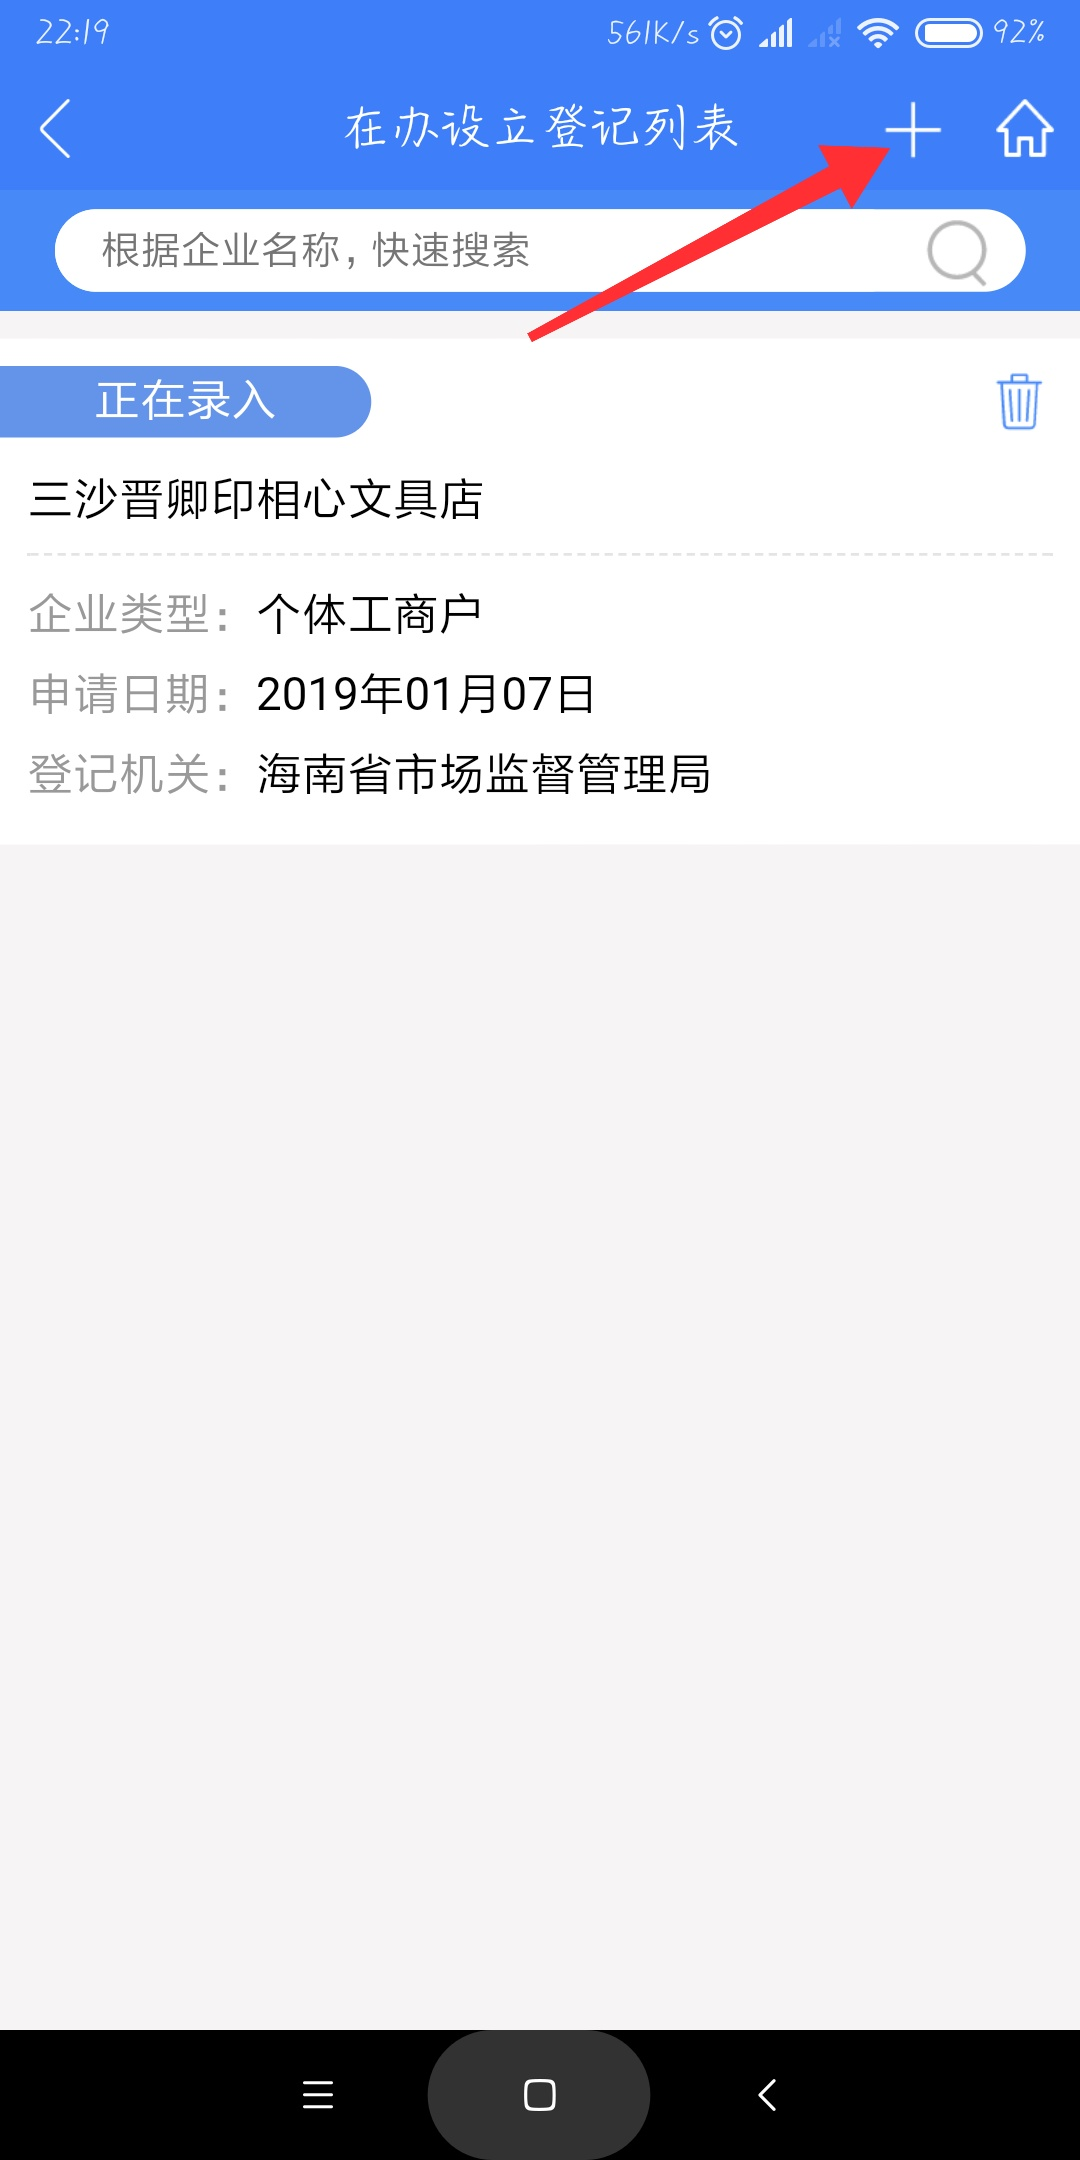 22:19 561K/s 92%
在办设立登记列表
根据企业名称，快速搜索
正在录入
三沙晋卿印相心文具店
企业类型：个体工商户
申请日期：2019年01月07日
登记机关：海南省市场监督管理局